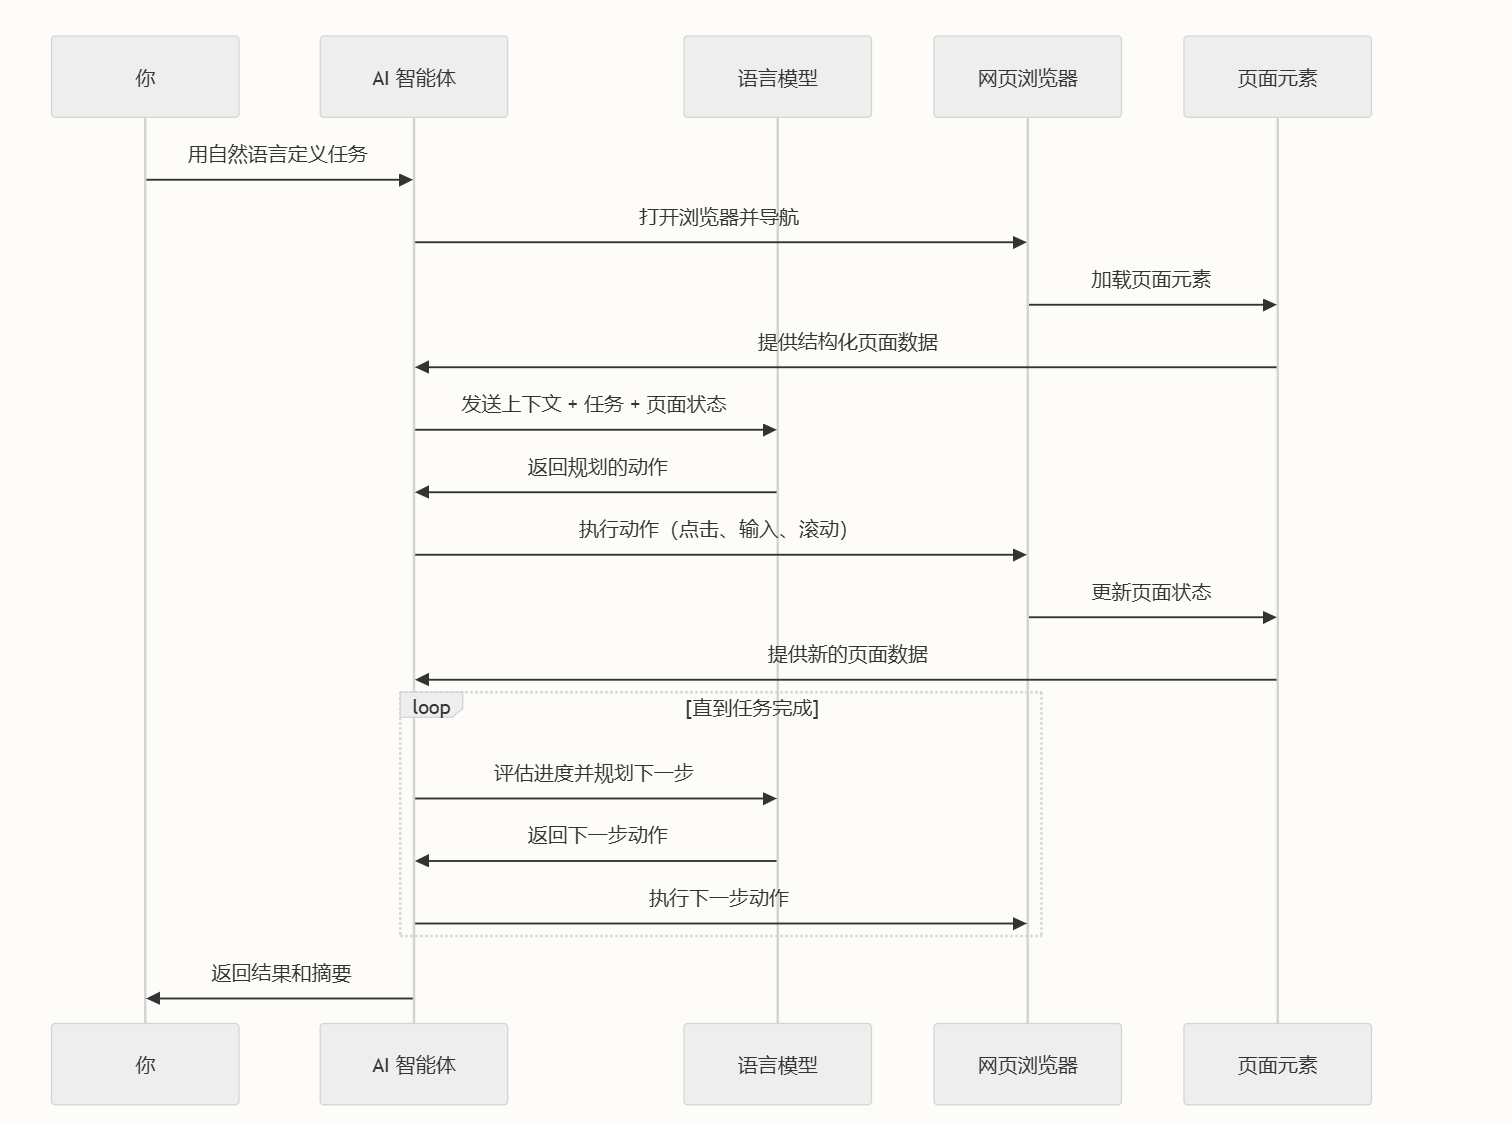 你
AI 智能体
语言模型
网页浏览器
页面元素
用自然语言定义任务
打开浏览器并导航
加载页面元素
提供结构化页面数据
发送上下文 + 任务 + 页面状态
返回规划的动作
执行动作（点击、输入、滚动）
更新页面状态
提供新的页面数据
loop
[直到任务完成]
评估进度并规划下一步
返回下一步动作
执行下一步动作
返回结果和摘要
你
AI 智能体
语言模型
网页浏览器
页面元素